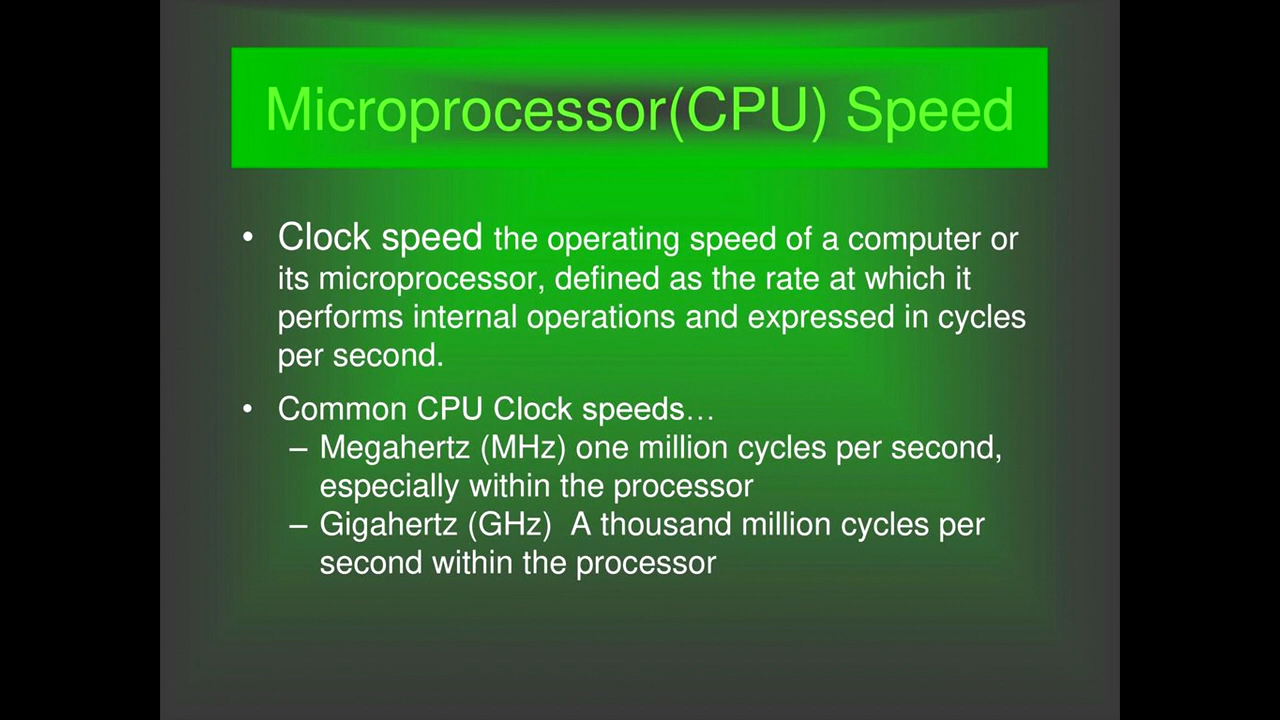 Microprocessor(CPU) Speed
• Clock speed the operating speed of a computer or
its microprocessor, defined as the rate at which it
performs internal operations and expressed in cycles
per second.
• Common CPU Clock speeds…
– Megahertz (MHz) one million cycles per second,
especially within the processor
– Gigahertz (GHz)  A thousand million cycles per
second within the processor